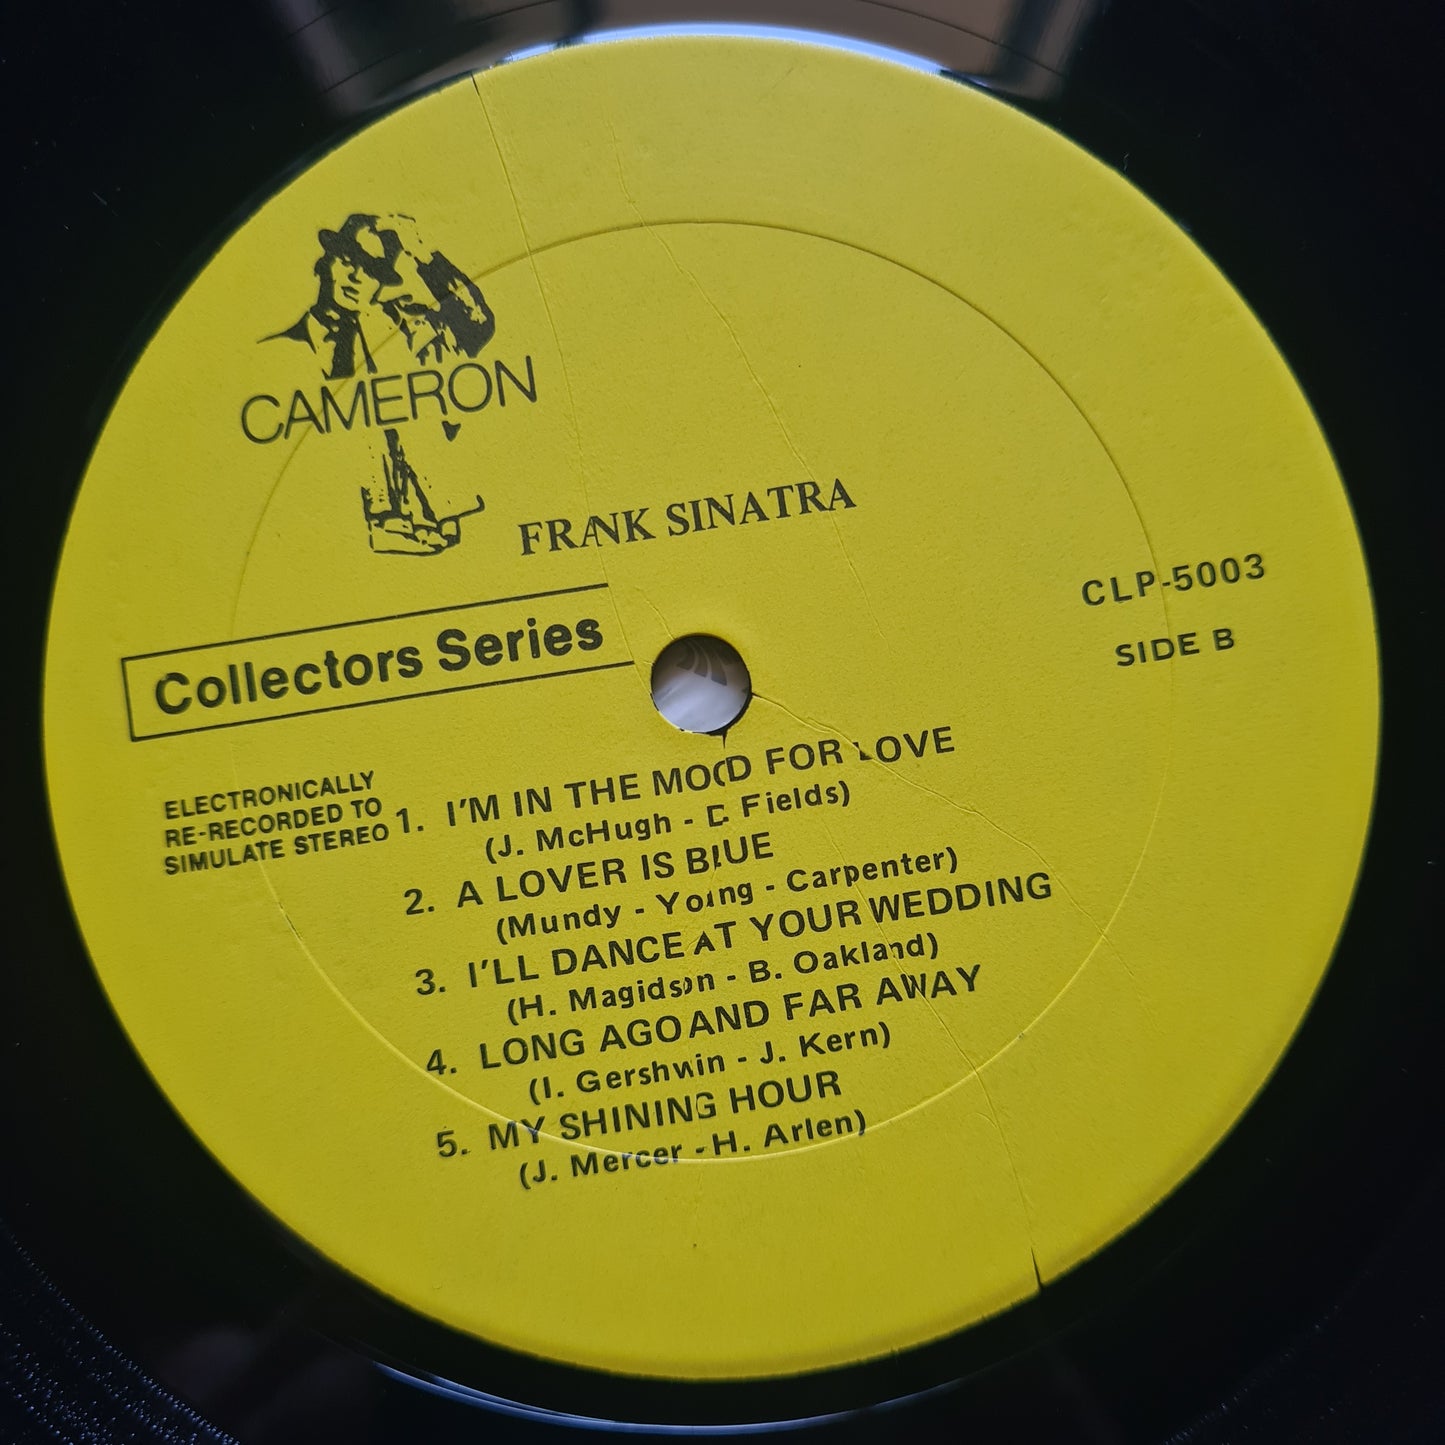 CAMERON
FRANK SINATRA
CLP-5003
SIDE B
Collectors Series
ELECTRONICALLY
RE-RECORDED TO
SIMULATE STEREO
1. I'M IN THE MOOD FOR LOVE
(J. McHugh - D. Fields)
2. A LOVER IS BLUE
(Mundy - Young - Carpenter)
3. I'LL DANCE AT YOUR WEDDING
(H. Magidson - B. Oakland)
4. LONG AGO AND FAR AWAY
(I. Gershwin - J. Kern)
5. MY SHINING HOUR
(J. Mercer - H. Arlen)